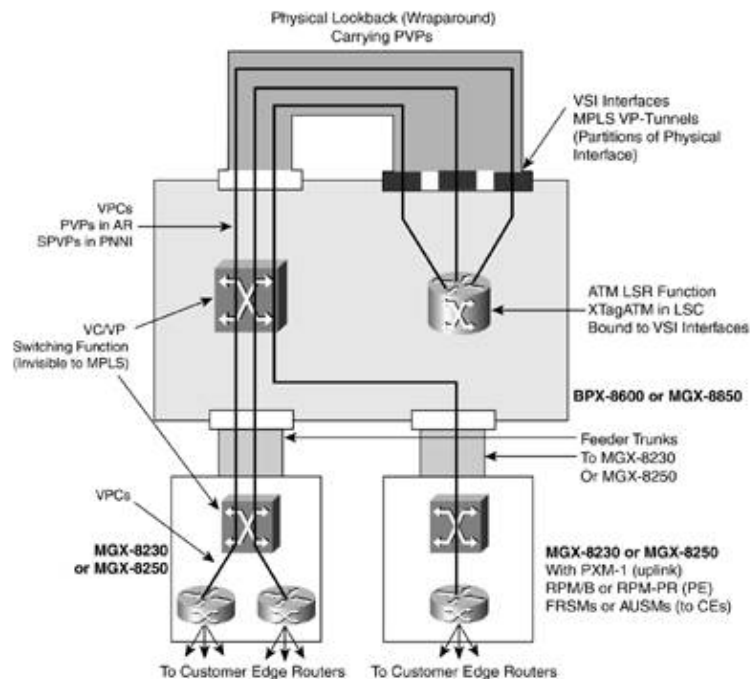 Physical Lookback (Wraparound)
Carrying PVPs
VSI Interfaces
MPLS VP-Tunnels
(Partitions of Physical
Interface)
VPCs
PVPs in AR
SPVPs in PNNI
ATM LSR Function
XTagATM in LSC
Bound to VSI Interfaces
VC/VP
Switching Function
(Invisible to MPLS)
BPX-8600 or MGX-8850
Feeder Trunks
To MGX-8230
Or MGX-8250
VPCs
MGX-8230
or MGX-8250
MGX-8230 or MGX-8250
With PXM-1 (uplink)
RPM/B or RPM-PR (PE)
FRSMs or AUSMs (to CEs)
To Customer Edge Routers
To Customer Edge Routers